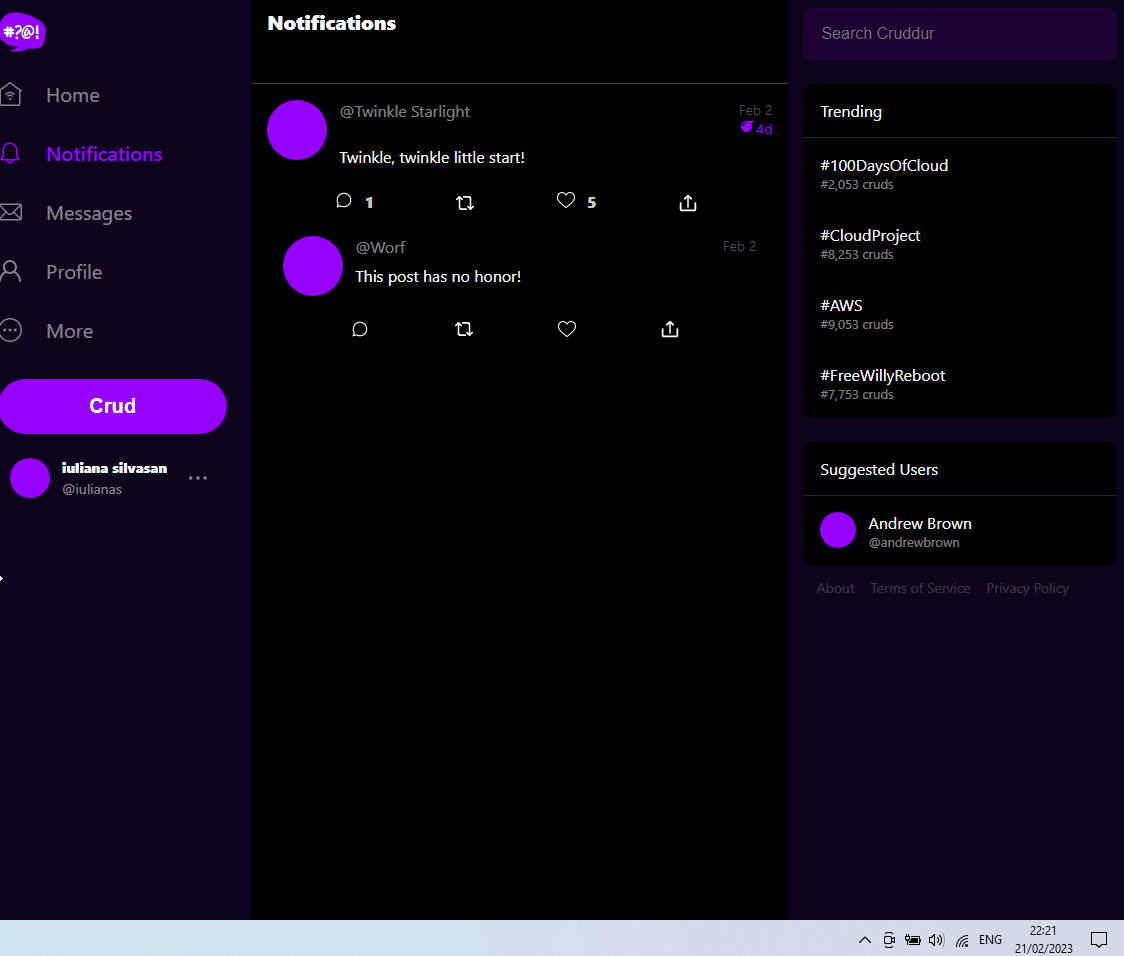 #?@!
Home
Notifications
Messages
Profile
More
Crud
iuliana silvasan
@iulianas
Notifications
@Twinkle Starlight
Feb 2
4d
Twinkle, twinkle little start!
1
5
@Worf
Feb 2
This post has no honor!
Search Cruddur
Trending
#100DaysOfCloud
#2,053 cruds
#CloudProject
#8,253 cruds
#AWS
#9,053 cruds
#FreeWillyReboot
#7,753 cruds
Suggested Users
Andrew Brown
@andrewbrown
About Terms of Service Privacy Policy
ENG
22:21
21/02/2023